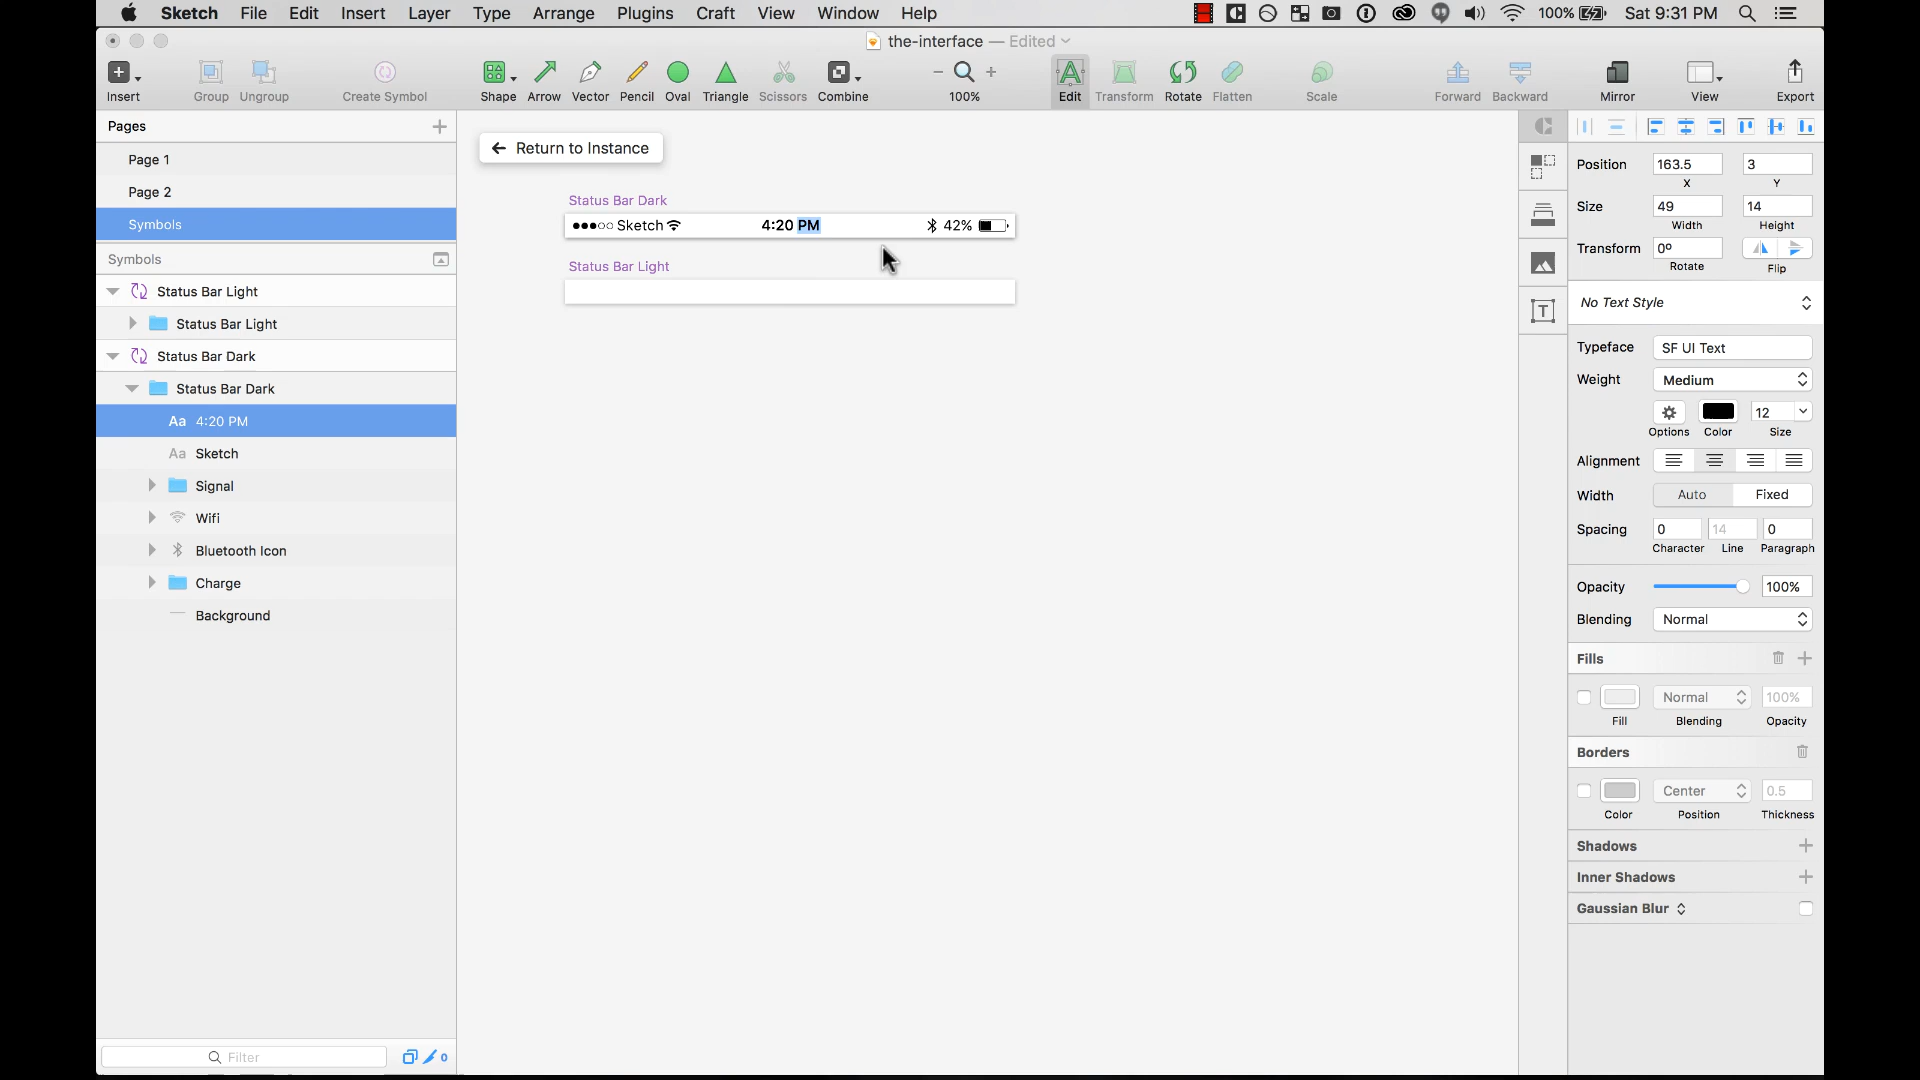 Sketch File Edit Insert Layer Type Arrange Plugins Craft View Window Help 100% Sat 9:31 PM
the-interface — Edited
Insert Group Ungroup Create Symbol Shape Arrow Vector Pencil Oval Triangle Scissors Combine 100% Edit Transform Rotate Flatten Scale Forward Backward Mirror View Export
Pages
Page 1
Page 2
Symbols
Symbols
Status Bar Light
Status Bar Light
Status Bar Dark
Status Bar Dark
Aa 4:20 PM
Aa Sketch
Signal
Wifi
Bluetooth Icon
Charge
Background
Filter
0
Return to Instance
Status Bar Dark
Sketch 4:20 PM 42%
Status Bar Light
T
Position 163.5 3
X Y
Size 49 14
Width Height
Transform 0º
Rotate Flip
No Text Style
Typeface SF UI Text
Weight Medium
12
Options Color Size
Alignment
Width Auto Fixed
Spacing 0 14 0
Character Line Paragraph
Opacity 100%
Blending Normal
Fills
Normal 100%
Fill Blending Opacity
Borders
Center 0.5
Color Position Thickness
Shadows
Inner Shadows
Gaussian Blur